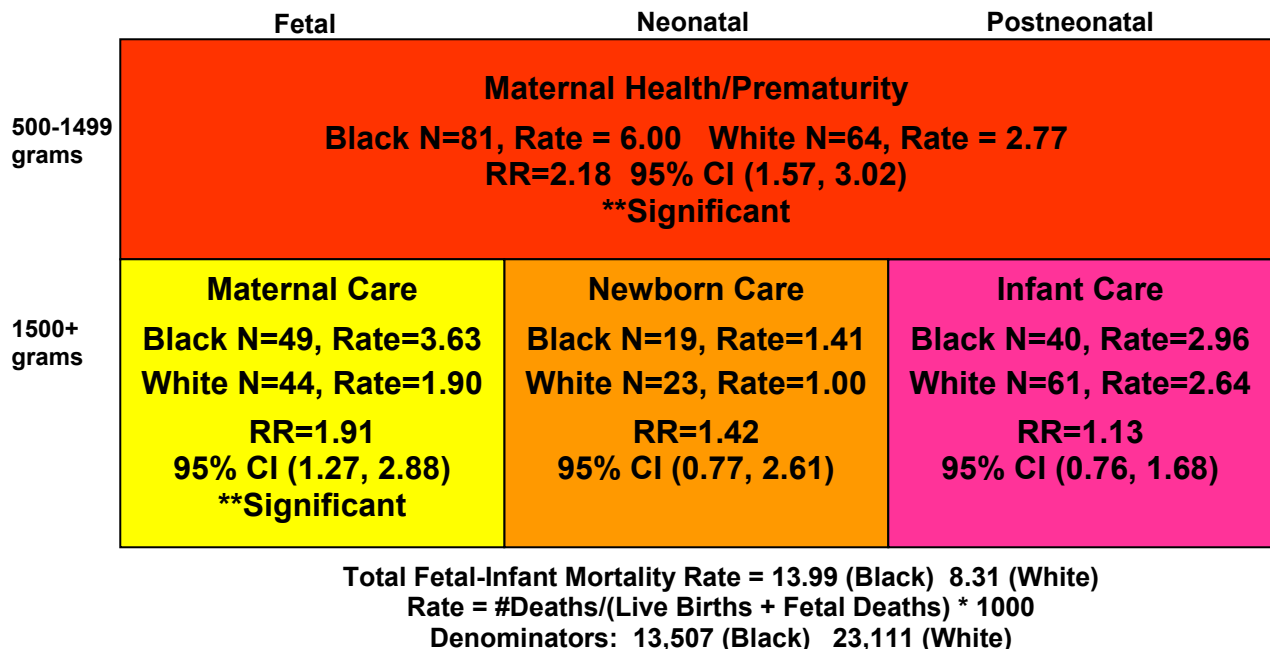 Fetal Neonatal Postneonatal
500-1499
grams
Maternal Health/Prematurity
Black N=81, Rate = 6.00 White N=64, Rate = 2.77
RR=2.18 95% CI (1.57, 3.02)
**Significant
1500+
grams
Maternal Care
Black N=49, Rate=3.63
White N=44, Rate=1.90
RR=1.91
95% CI (1.27, 2.88)
**Significant
Newborn Care
Black N=19, Rate=1.41
White N=23, Rate=1.00
RR=1.42
95% CI (0.77, 2.61)
Infant Care
Black N=40, Rate=2.96
White N=61, Rate=2.64
RR=1.13
95% CI (0.76, 1.68)
Total Fetal-Infant Mortality Rate = 13.99 (Black) 8.31 (White)
Rate = #Deaths/(Live Births + Fetal Deaths) * 1000
Denominators: 13,507 (Black) 23,111 (White)